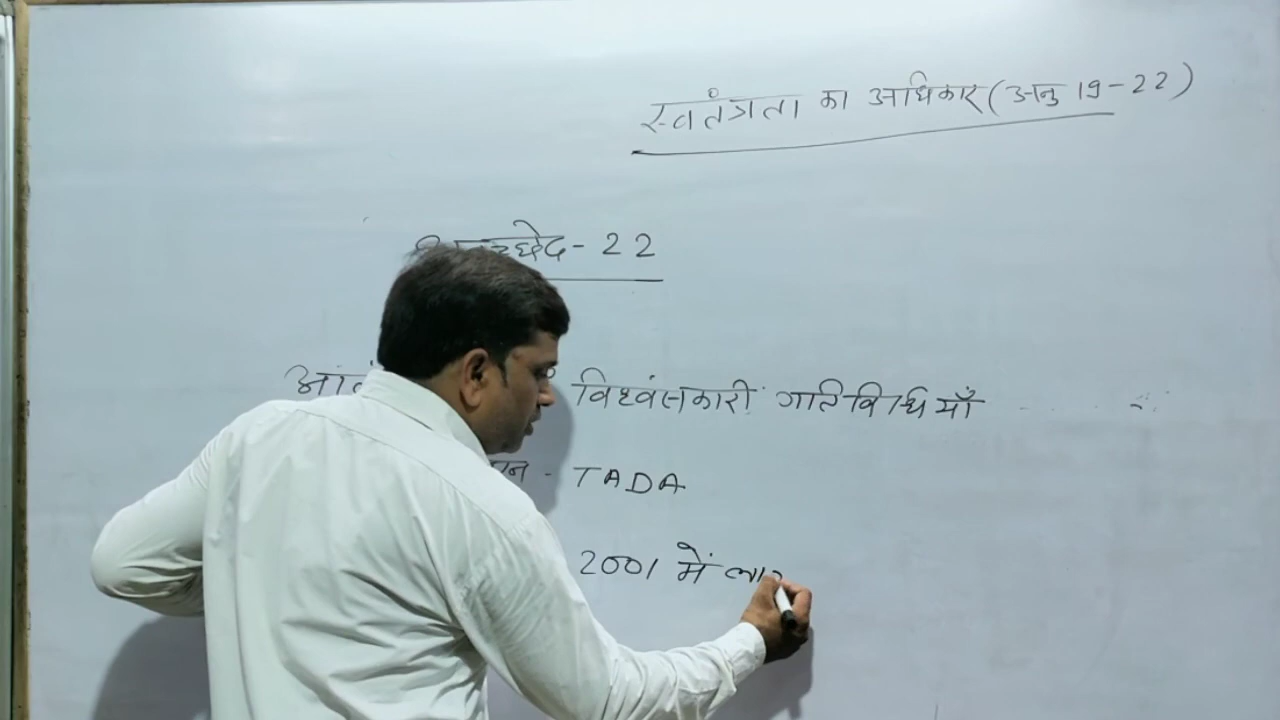 स्वतंत्रता का अधिकार (अनु 19-22)
- 22
विध्वंसकारी गतिविधियाँ
- TADA
2001 में